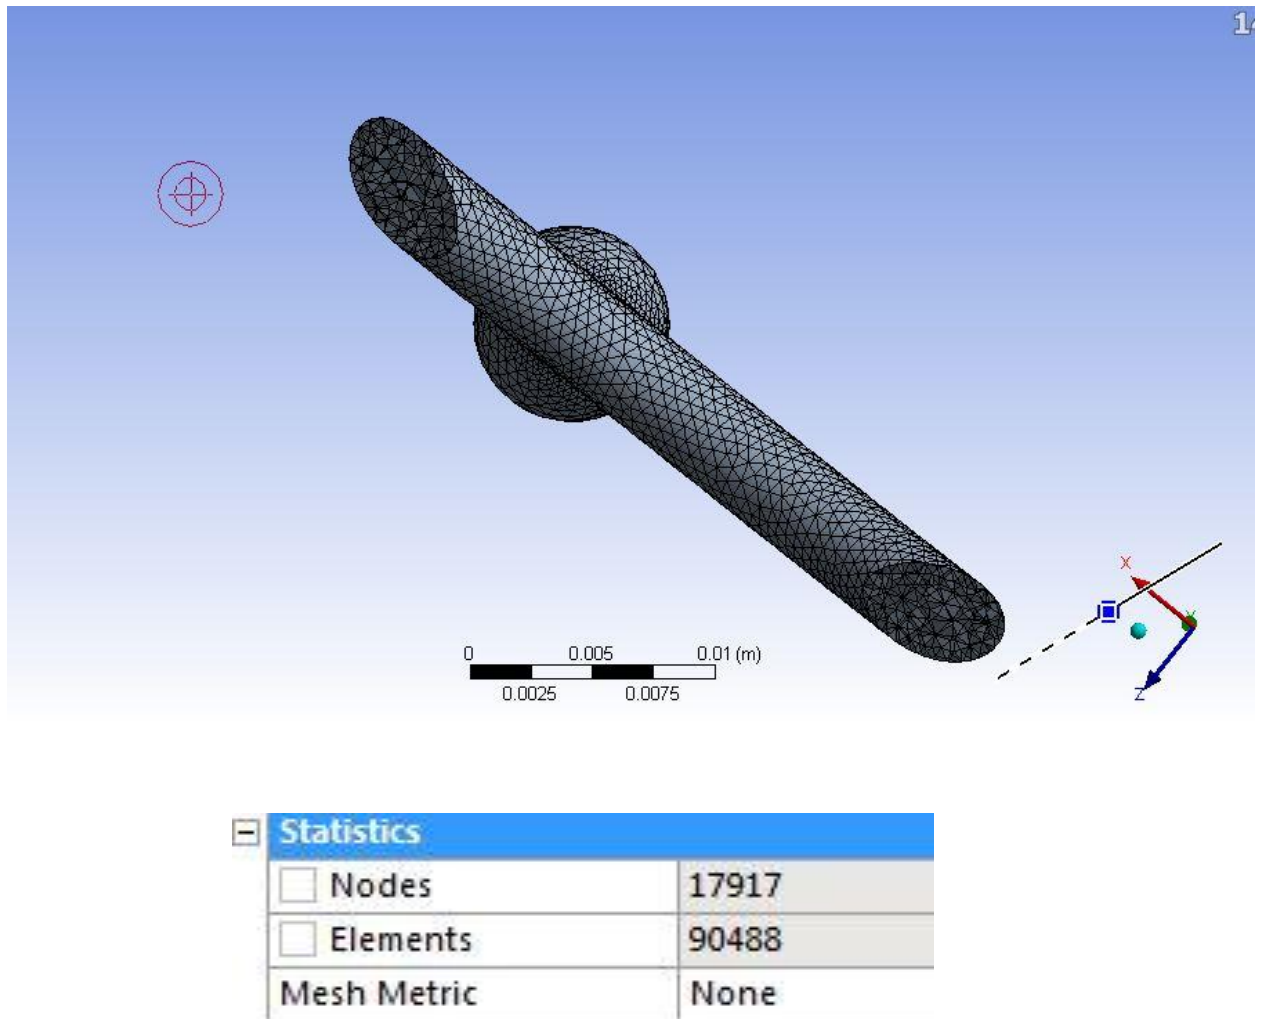 X
Y
0 0.005 0.01 (m)
0.0025 0.0075
Z
Statistics
Nodes 17917
Elements 90488
Mesh Metric None